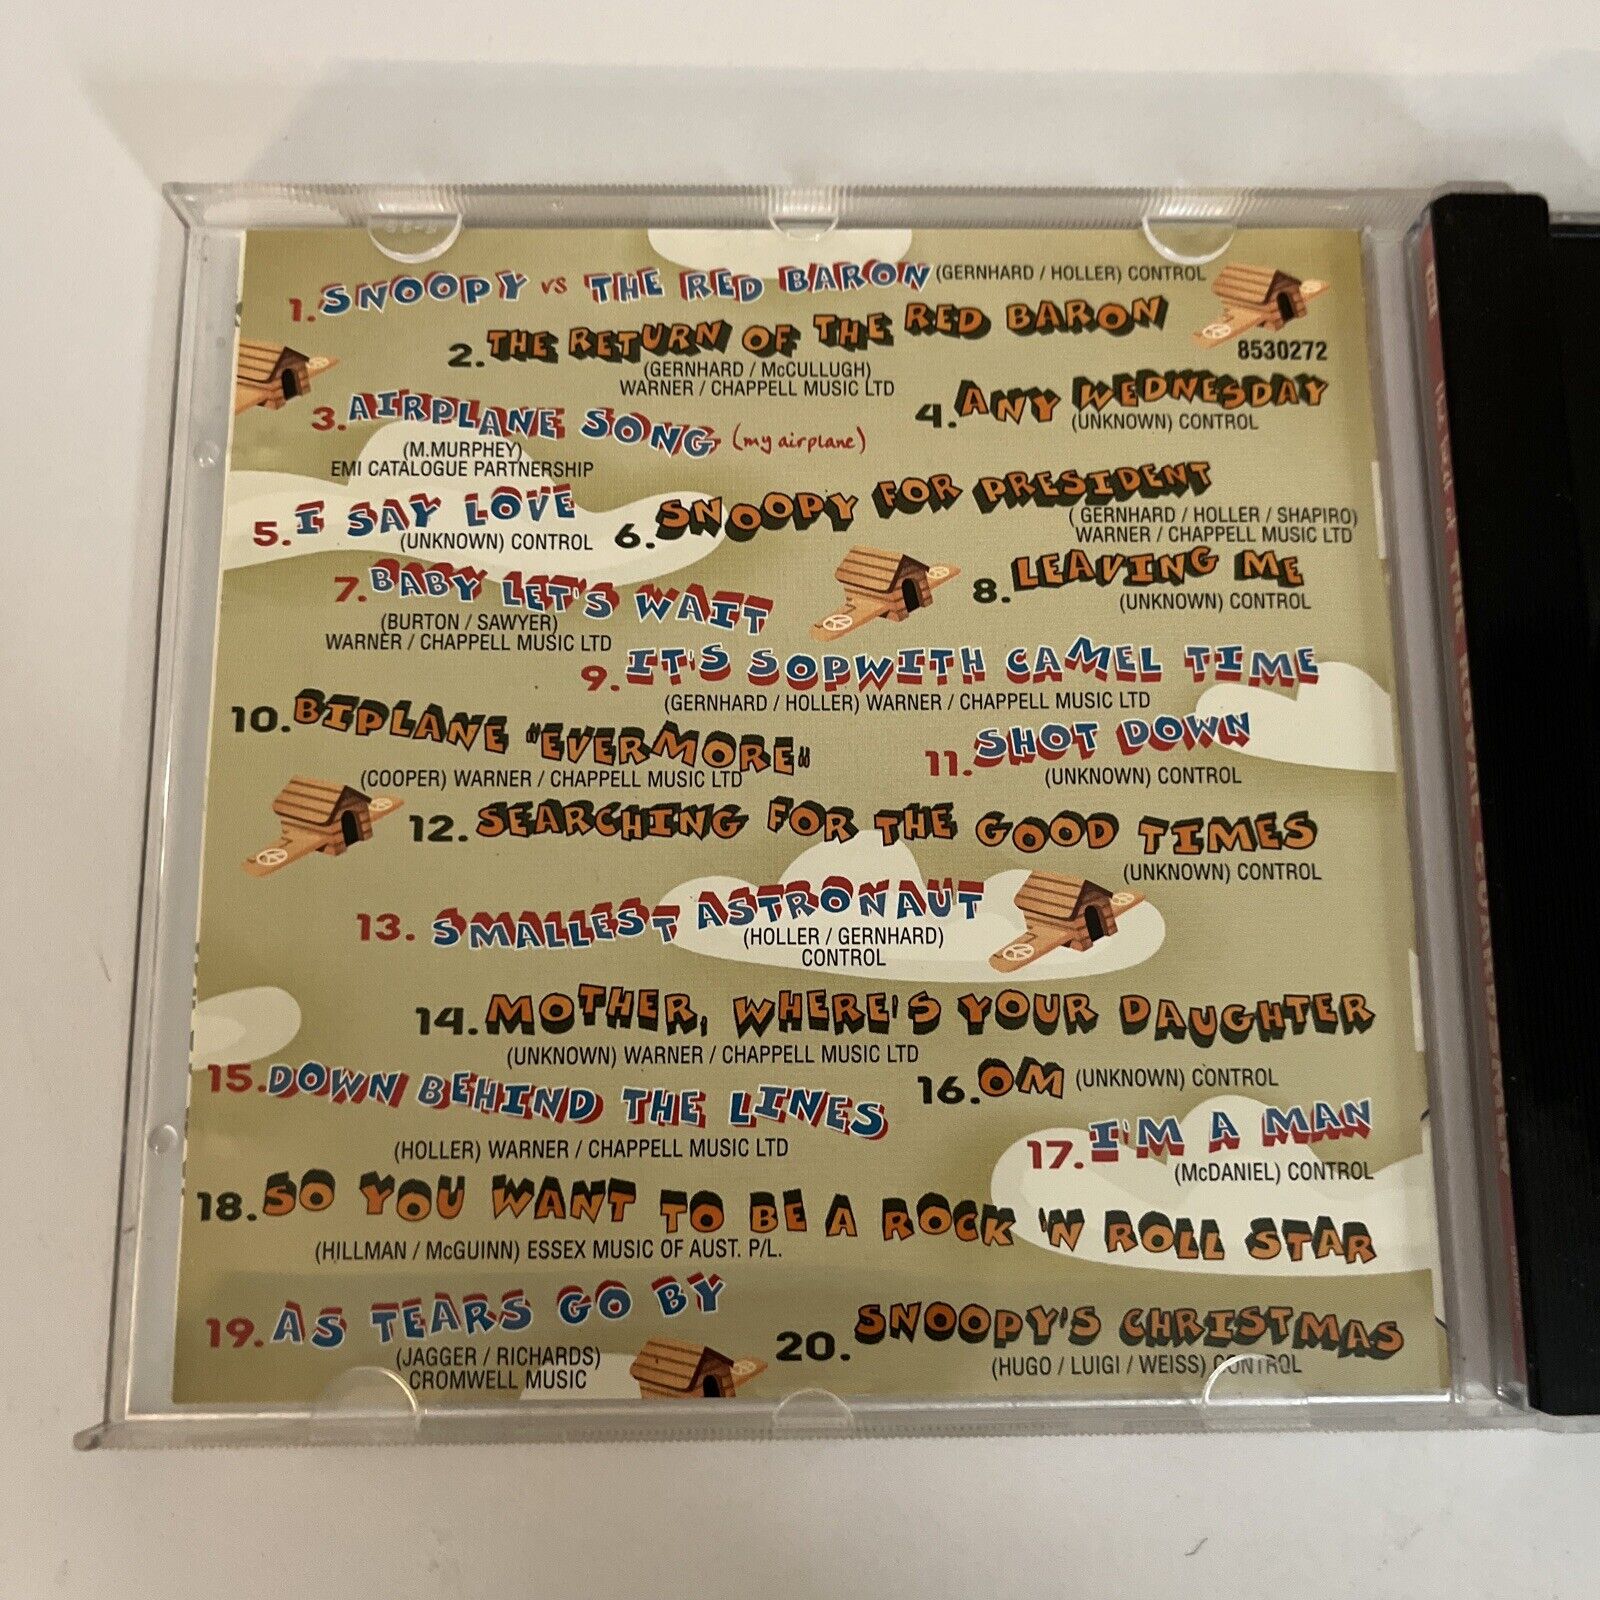 1. SNOOPY vs THE RED BARON (GERNHARD / HOLLER) CONTROL
2. THE RETURN OF THE RED BARON
(GERNHARD / McCULLUGH)
WARNER / CHAPPELL MUSIC LTD
8530272
3. AIRPLANE SONG (my airplane)
(M.MURPHEY)
EMI CATALOGUE PARTNERSHIP
4. ANY WEDNESDAY
(UNKNOWN) CONTROL
5. I SAY LOVE
(UNKNOWN) CONTROL
6. SNOOPY FOR PRESIDENT
( GERNHARD / HOLLER / SHAPIRO)
WARNER / CHAPPELL MUSIC LTD
7. BABY LET'S WAIT
(BURTON / SAWYER)
WARNER / CHAPPELL MUSIC LTD
8. LEAVING ME
(UNKNOWN) CONTROL
9. IT'S SOPWITH CAMEL TIME
(GERNHARD / HOLLER) WARNER / CHAPPELL MUSIC LTD
10. BIPLANE "EVERMORE"
(COOPER) WARNER / CHAPPELL MUSIC LTD
11. SHOT DOWN
(UNKNOWN) CONTROL
12. SEARCHING FOR THE GOOD TIMES
(UNKNOWN) CONTROL
13. SMALLEST ASTRONAUT
(HOLLER / GERNHARD)
CONTROL
14. MOTHER, WHERE'S YOUR DAUGHTER
(UNKNOWN) WARNER / CHAPPELL MUSIC LTD
15. DOWN BEHIND THE LINES
(HOLLER) WARNER / CHAPPELL MUSIC LTD
16. OM (UNKNOWN) CONTROL
17. I'M A MAN
(McDANIEL) CONTROL
18. SO YOU WANT TO BE A ROCK 'N ROLL STAR
(HILLMAN / McGUINN) ESSEX MUSIC OF AUST. P/L.
19. AS TEARS GO BY
(JAGGER / RICHARDS)
CROMWELL MUSIC
20. SNOOPY'S CHRISTMAS
(HUGO / LUIGI / WEISS) CONTROL